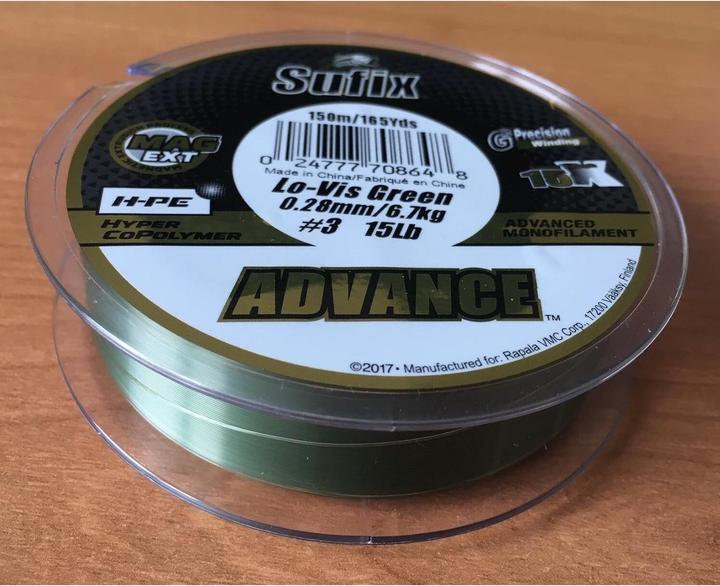 Sufix
150m/165Yds
MAG
EXT
0 24777 70864 8
Made in China/Fabriqué en Chine
G Precision
Winding
15X
H-PE
Lo-Vis Green
0.28mm/6.7kg
#3 15Lb
HYPER
COPOLYMER
ADVANCED
MONOFILAMENT
ADVANCE™
©2017 • Manufactured for: Rapala VMC Corp., 17200 Vääksy, Finland